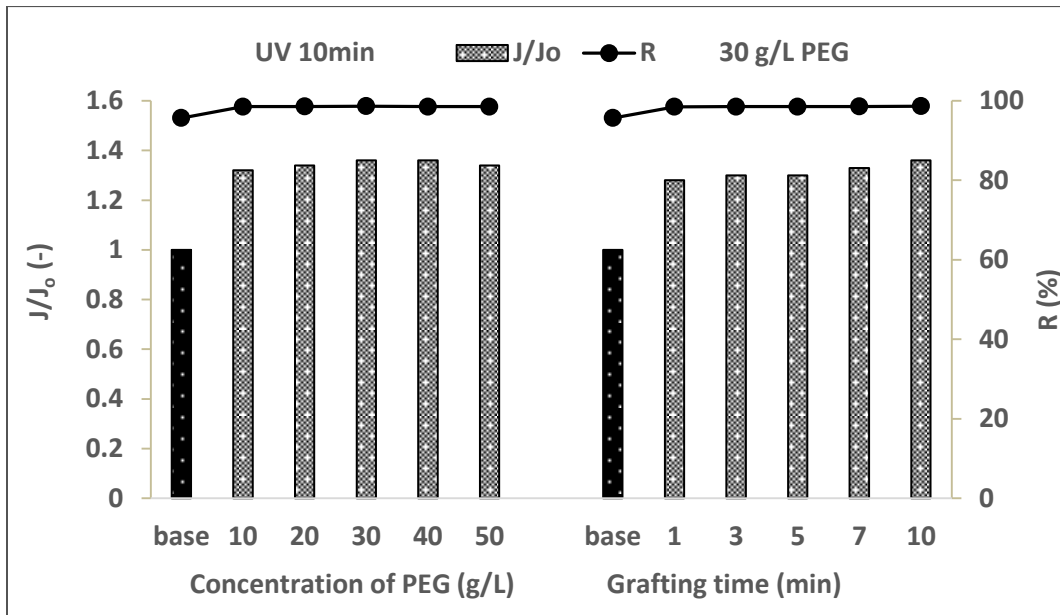 UV 10min J/Jo R 30 g/L PEG
1.6 100
1.4
80
1.2
1
60
0.8
0.6
40
0.4
20
0.2
0 0
J/Jₒ (-)
R (%)
base 10 20 30 40 50 base 1 3 5 7 10
Concentration of PEG (g/L) Grafting time (min)